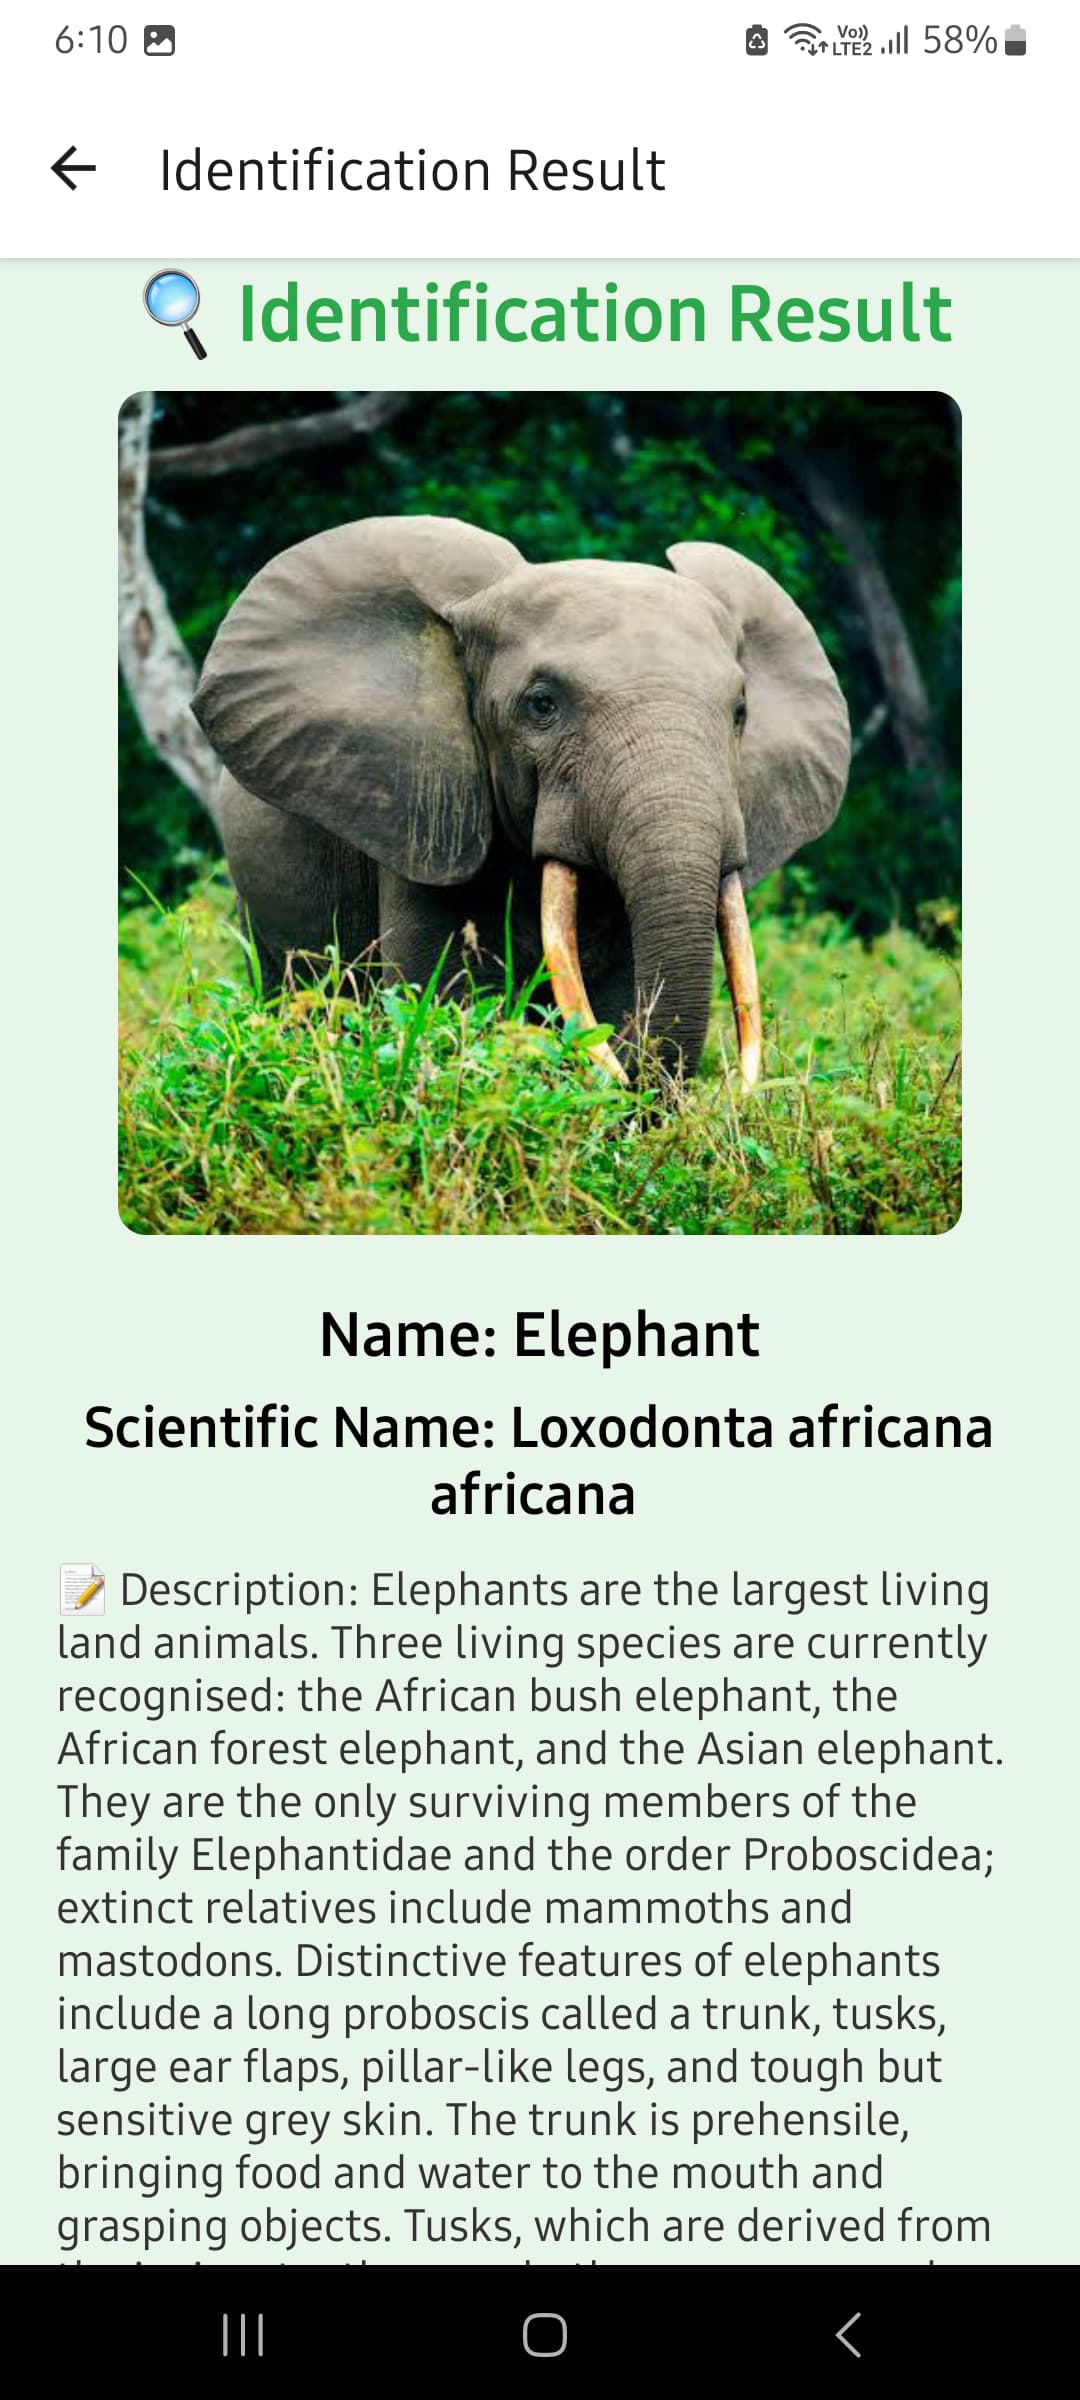 6:10 Vo)) LTE2 58%
Identification Result
🔍 Identification Result
Name: Elephant
Scientific Name: Loxodonta africana
africana
📝 Description: Elephants are the largest living
land animals. Three living species are currently
recognised: the African bush elephant, the
African forest elephant, and the Asian elephant.
They are the only surviving members of the
family Elephantidae and the order Proboscidea;
extinct relatives include mammoths and
mastodons. Distinctive features of elephants
include a long proboscis called a trunk, tusks,
large ear flaps, pillar-like legs, and tough but
sensitive grey skin. The trunk is prehensile,
bringing food and water to the mouth and
grasping objects. Tusks, which are derived from